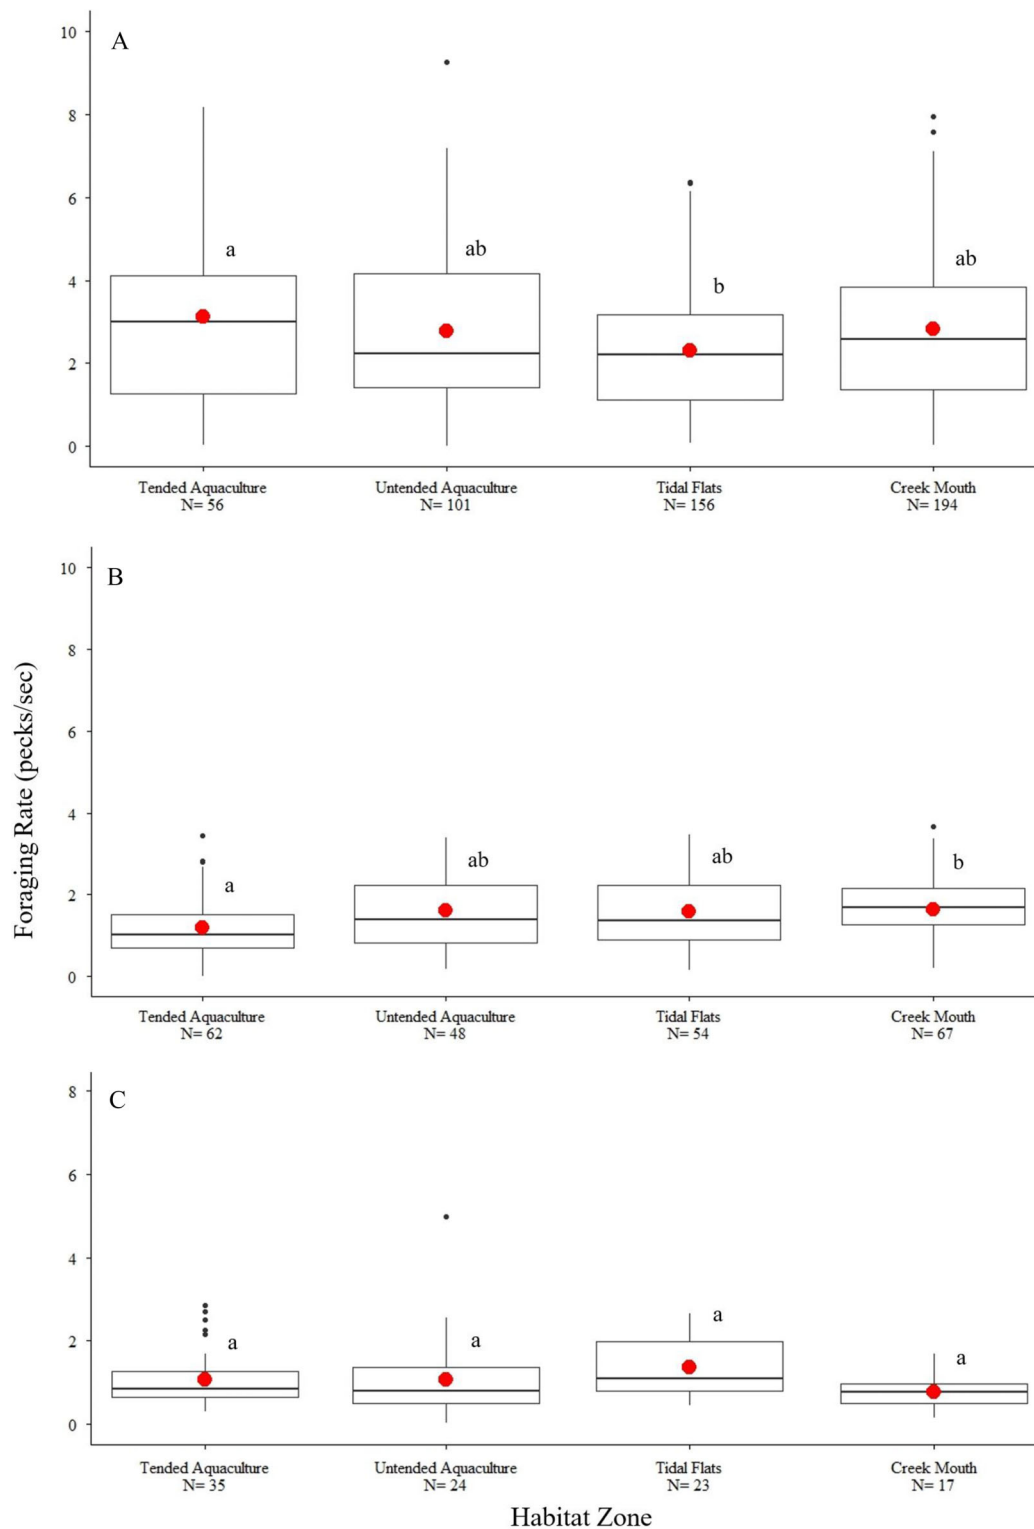 A
10
8
6
4
2
0
a
ab
b
ab
Tended Aquaculture
N= 56
Untended Aquaculture
N= 101
Tidal Flats
N= 156
Creek Mouth
N= 194
Foraging Rate (pecks/sec)
B
10
8
6
4
2
0
a
ab
ab
b
Tended Aquaculture
N= 62
Untended Aquaculture
N= 48
Tidal Flats
N= 54
Creek Mouth
N= 67
C
8
6
4
2
0
a
a
a
a
Tended Aquaculture
N= 35
Untended Aquaculture
N= 24
Tidal Flats
N= 23
Creek Mouth
N= 17
Habitat Zone